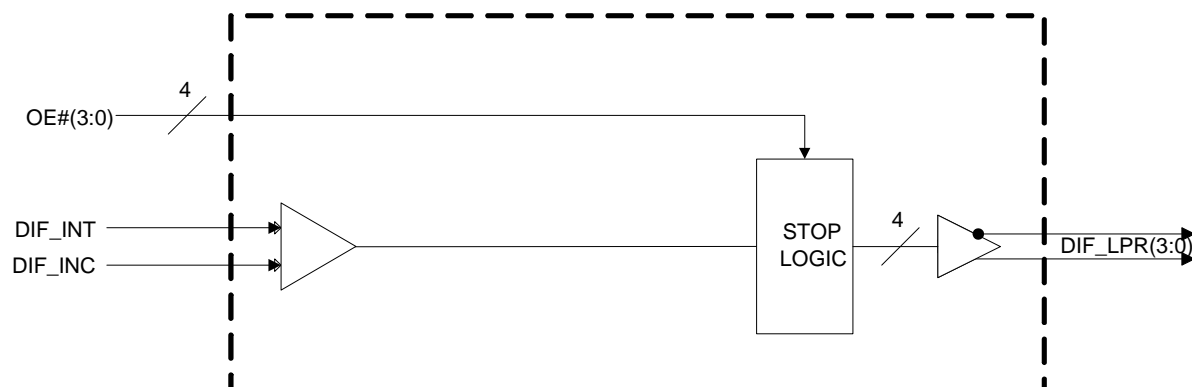 4
OE#(3:0)
DIF_INT
DIF_INC
STOP
LOGIC
4
DIF_LPR(3:0)